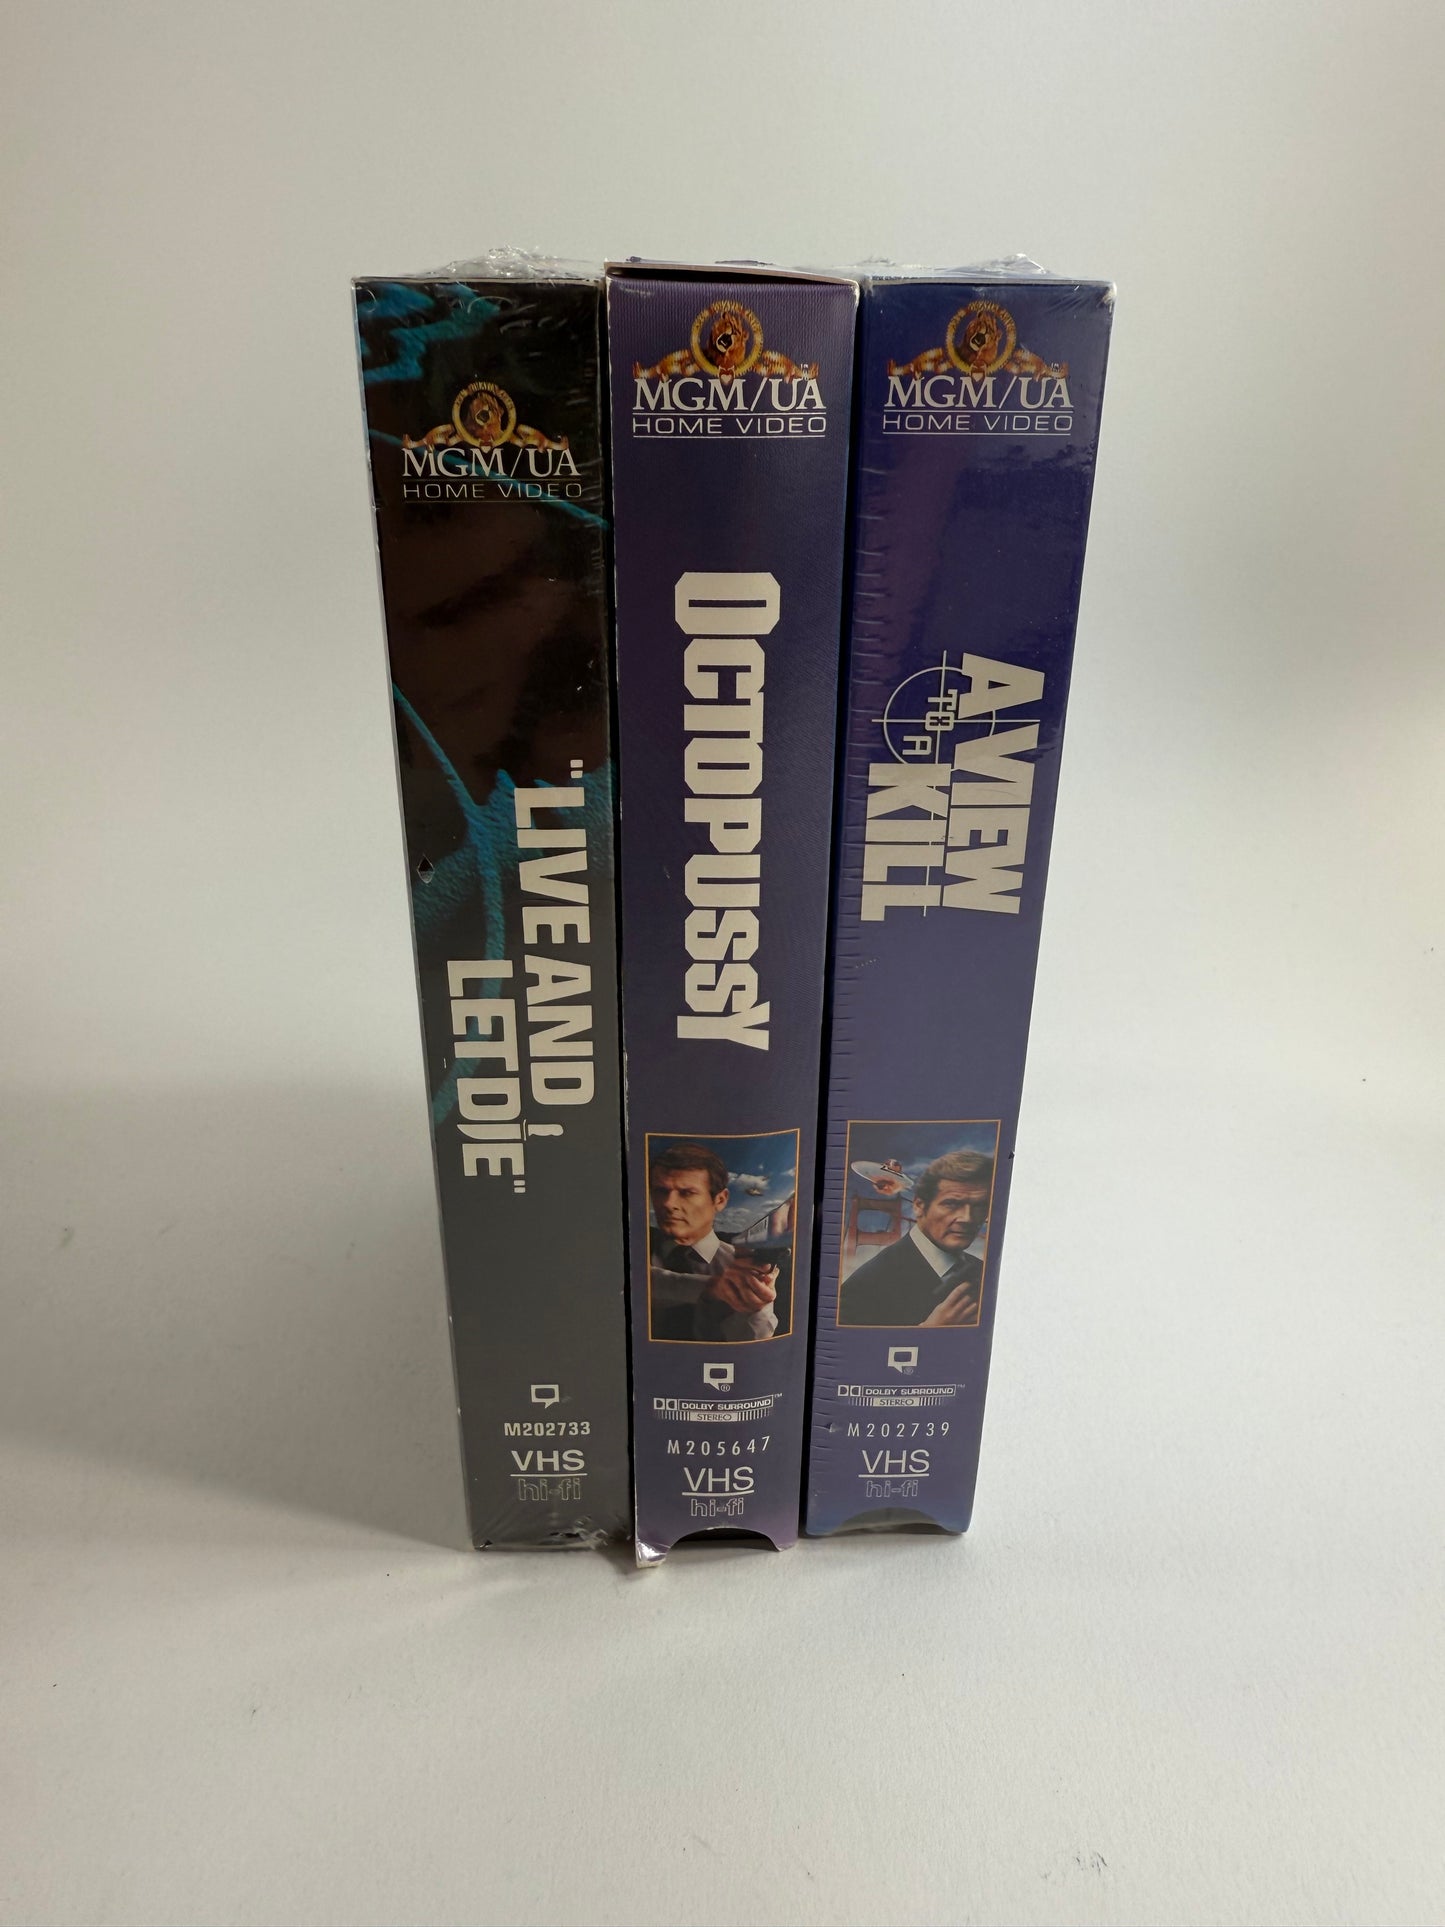 MGM/UA
HOME VIDEO
"LIVE AND
LET DIE"
M202733
VHS
hi-fi
MGM/UA
HOME VIDEO
OCTOPUSSY
DOLBY SURROUND
STEREO
M205647
VHS
hi-fi
MGM/UA
HOME VIDEO
A VIEW
TO A
KILL
DOLBY SURROUND
STEREO
M202739
VHS
hi-fi